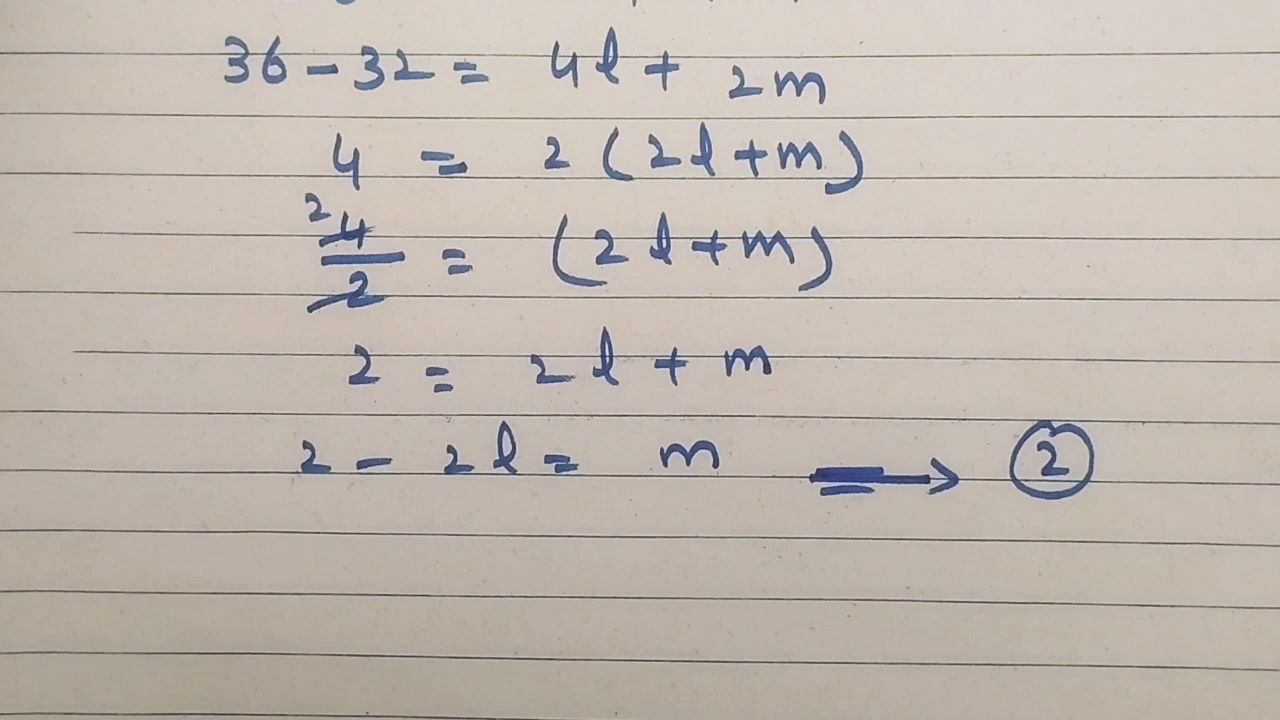 36 - 32 = 4l + 2m
4 = 2 (2l + m)
2 4/2 = (2l + m)
2 = 2l + m
2 - 2l = m → 2